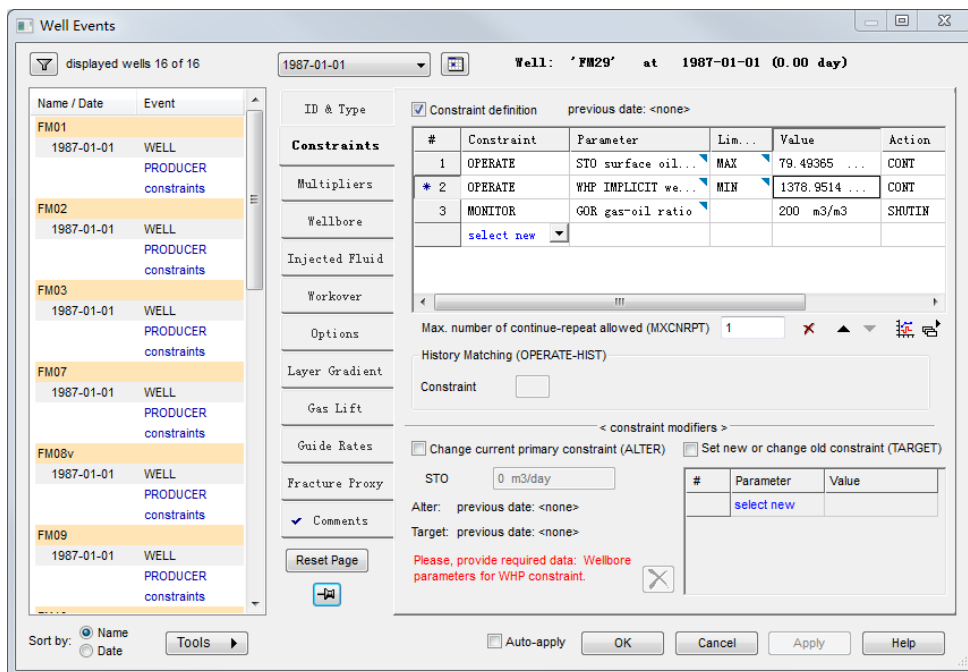 Well Events
displayed wells 16 of 16
1987-01-01
Well: 'FM29' at 1987-01-01 (0.00 day)
Name / Date Event
FM01
1987-01-01 WELL
PRODUCER
constraints
FM02
1987-01-01 WELL
PRODUCER
constraints
FM03
1987-01-01 WELL
PRODUCER
constraints
FM07
1987-01-01 WELL
PRODUCER
constraints
FM08v
1987-01-01 WELL
PRODUCER
constraints
FM09
1987-01-01 WELL
PRODUCER
constraints
Sort by: Name
Date
Tools
ID & Type
Constraints
Multipliers
Wellbore
Injected Fluid
Workover
Options
Layer Gradient
Gas Lift
Guide Rates
Fracture Proxy
Comments
Reset Page
Constraint definition previous date: <none>
# Constraint Parameter Lim... Value Action
1 OPERATE STO surface oil... MAX 79.49365 ... CONT
* 2 OPERATE WHP IMPLICIT we... MIN 1378.9514 ... CONT
3 MONITOR GOR gas-oil ratio 200 m3/m3 SHUTIN
select new
Max. number of continue-repeat allowed (MXCNRPT) 1
History Matching (OPERATE-HIST)
Constraint
< constraint modifiers >
Change current primary constraint (ALTER)
STO 0 m3/day
Alter: previous date: <none>
Target: previous date: <none>
Please, provide required data: Wellbore
parameters for WHP constraint.
Set new or change old constraint (TARGET)
# Parameter Value
select new
Auto-apply OK Cancel Apply Help